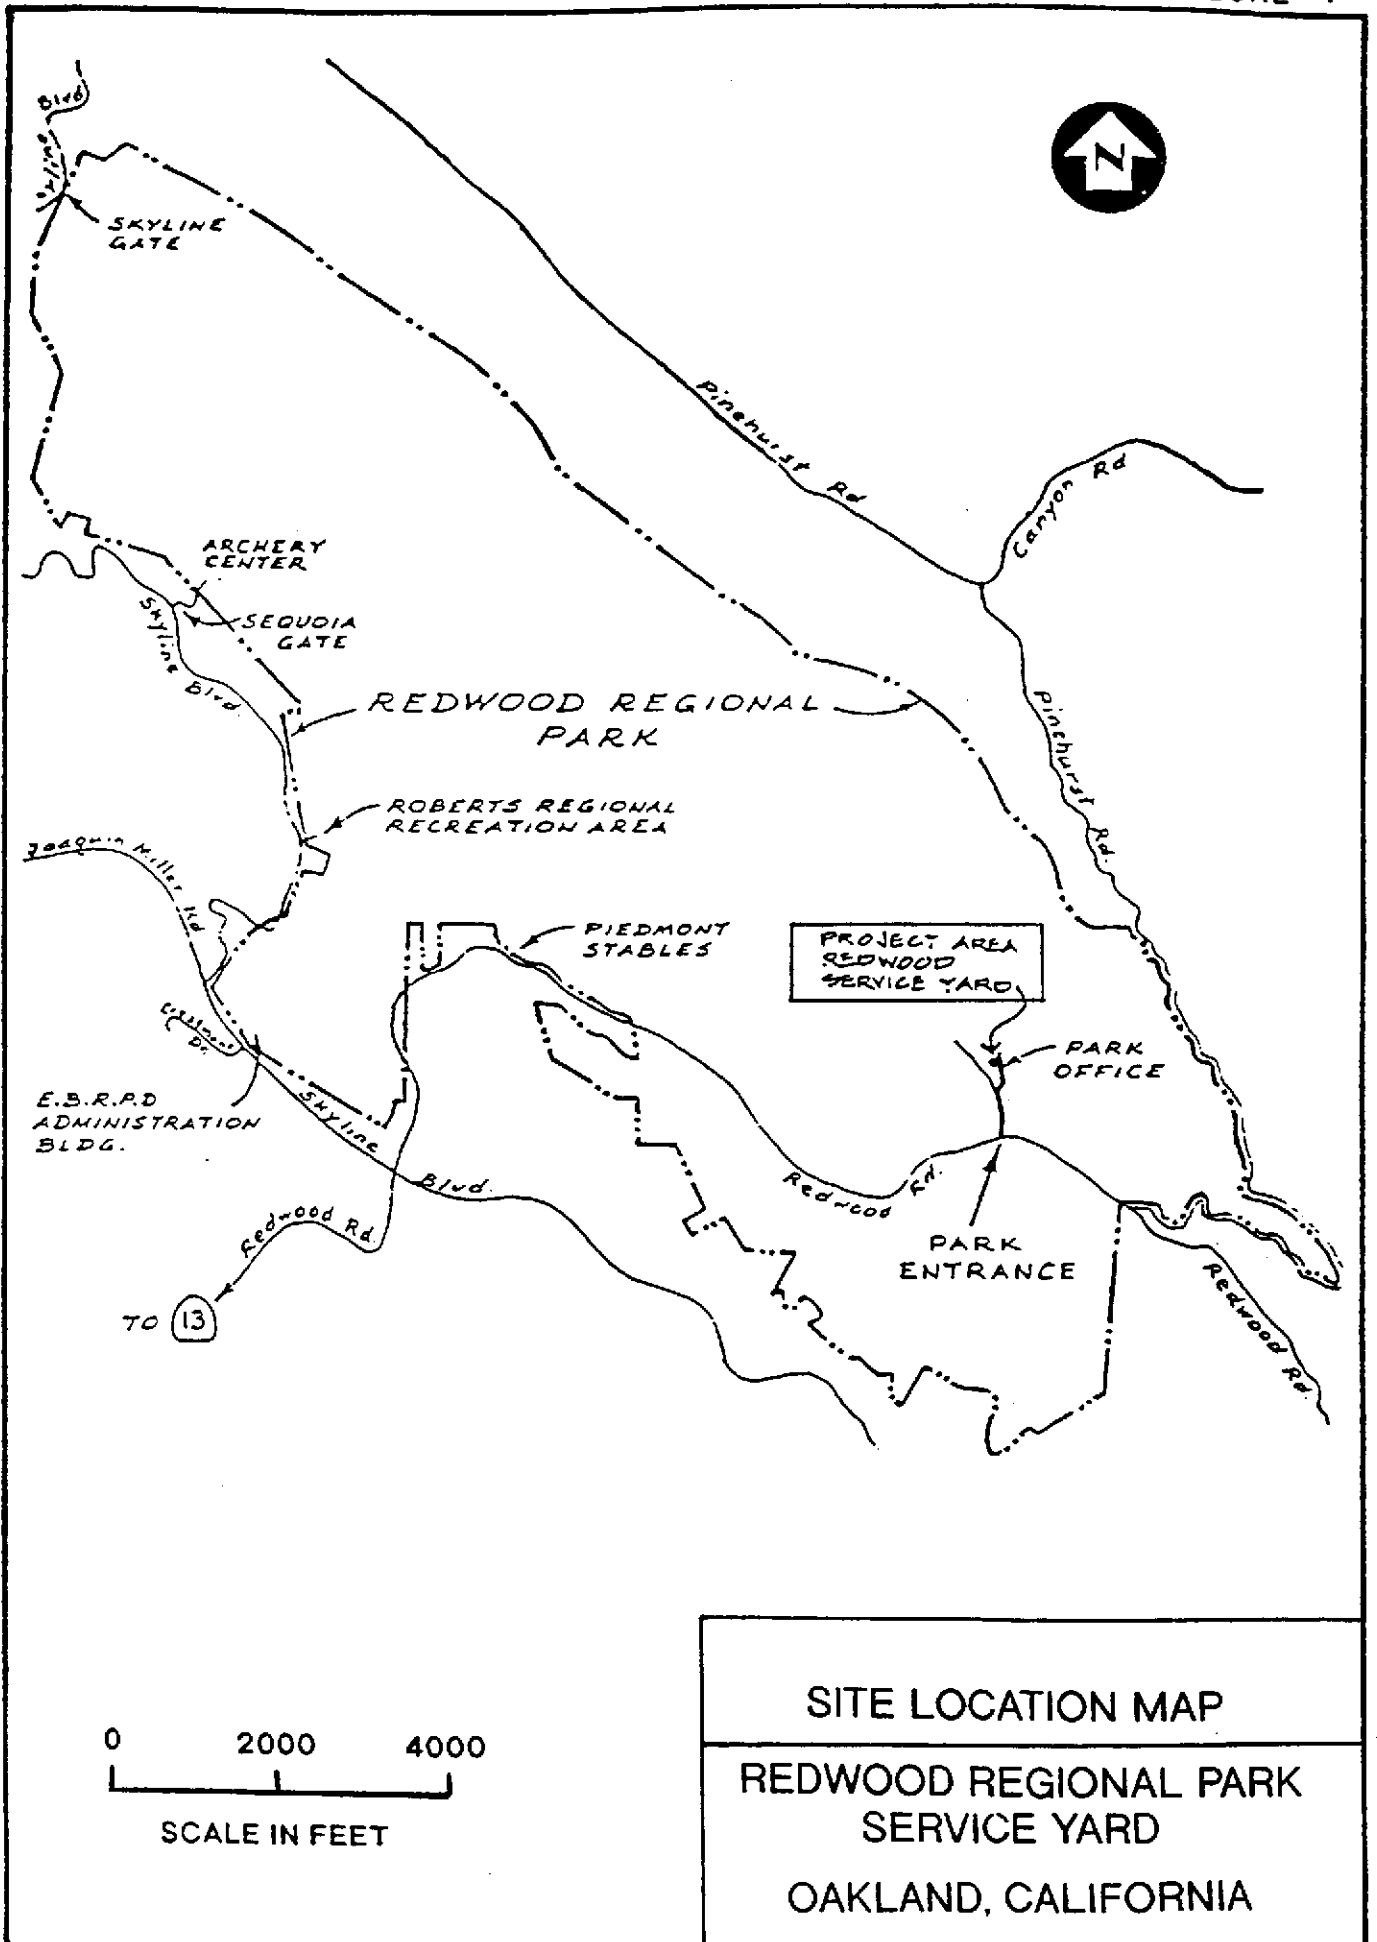 Blvd
Skyline
N
SKYLINE
GATE
Pinehurst Rd
Canyon Rd
ARCHERY
CENTER
SEQUOIA
GATE
Skyline Blvd.
REDWOOD REGIONAL
PARK
Pinehurst Rd.
ROBERTS REGIONAL
RECREATION AREA
Joaquin Miller Rd
PIEDMONT
STABLES
PROJECT AREA
REDWOOD
SERVICE YARD
Dr.
PARK
OFFICE
E.B.R.P.D
ADMINISTRATION
BLDG.
Skyline Blvd.
Redwood Rd.
Redwood Rd.
PARK
ENTRANCE
Redwood Rd.
TO 13
SITE LOCATION MAP
0 2000 4000
SCALE IN FEET
REDWOOD REGIONAL PARK
SERVICE YARD
OAKLAND, CALIFORNIA